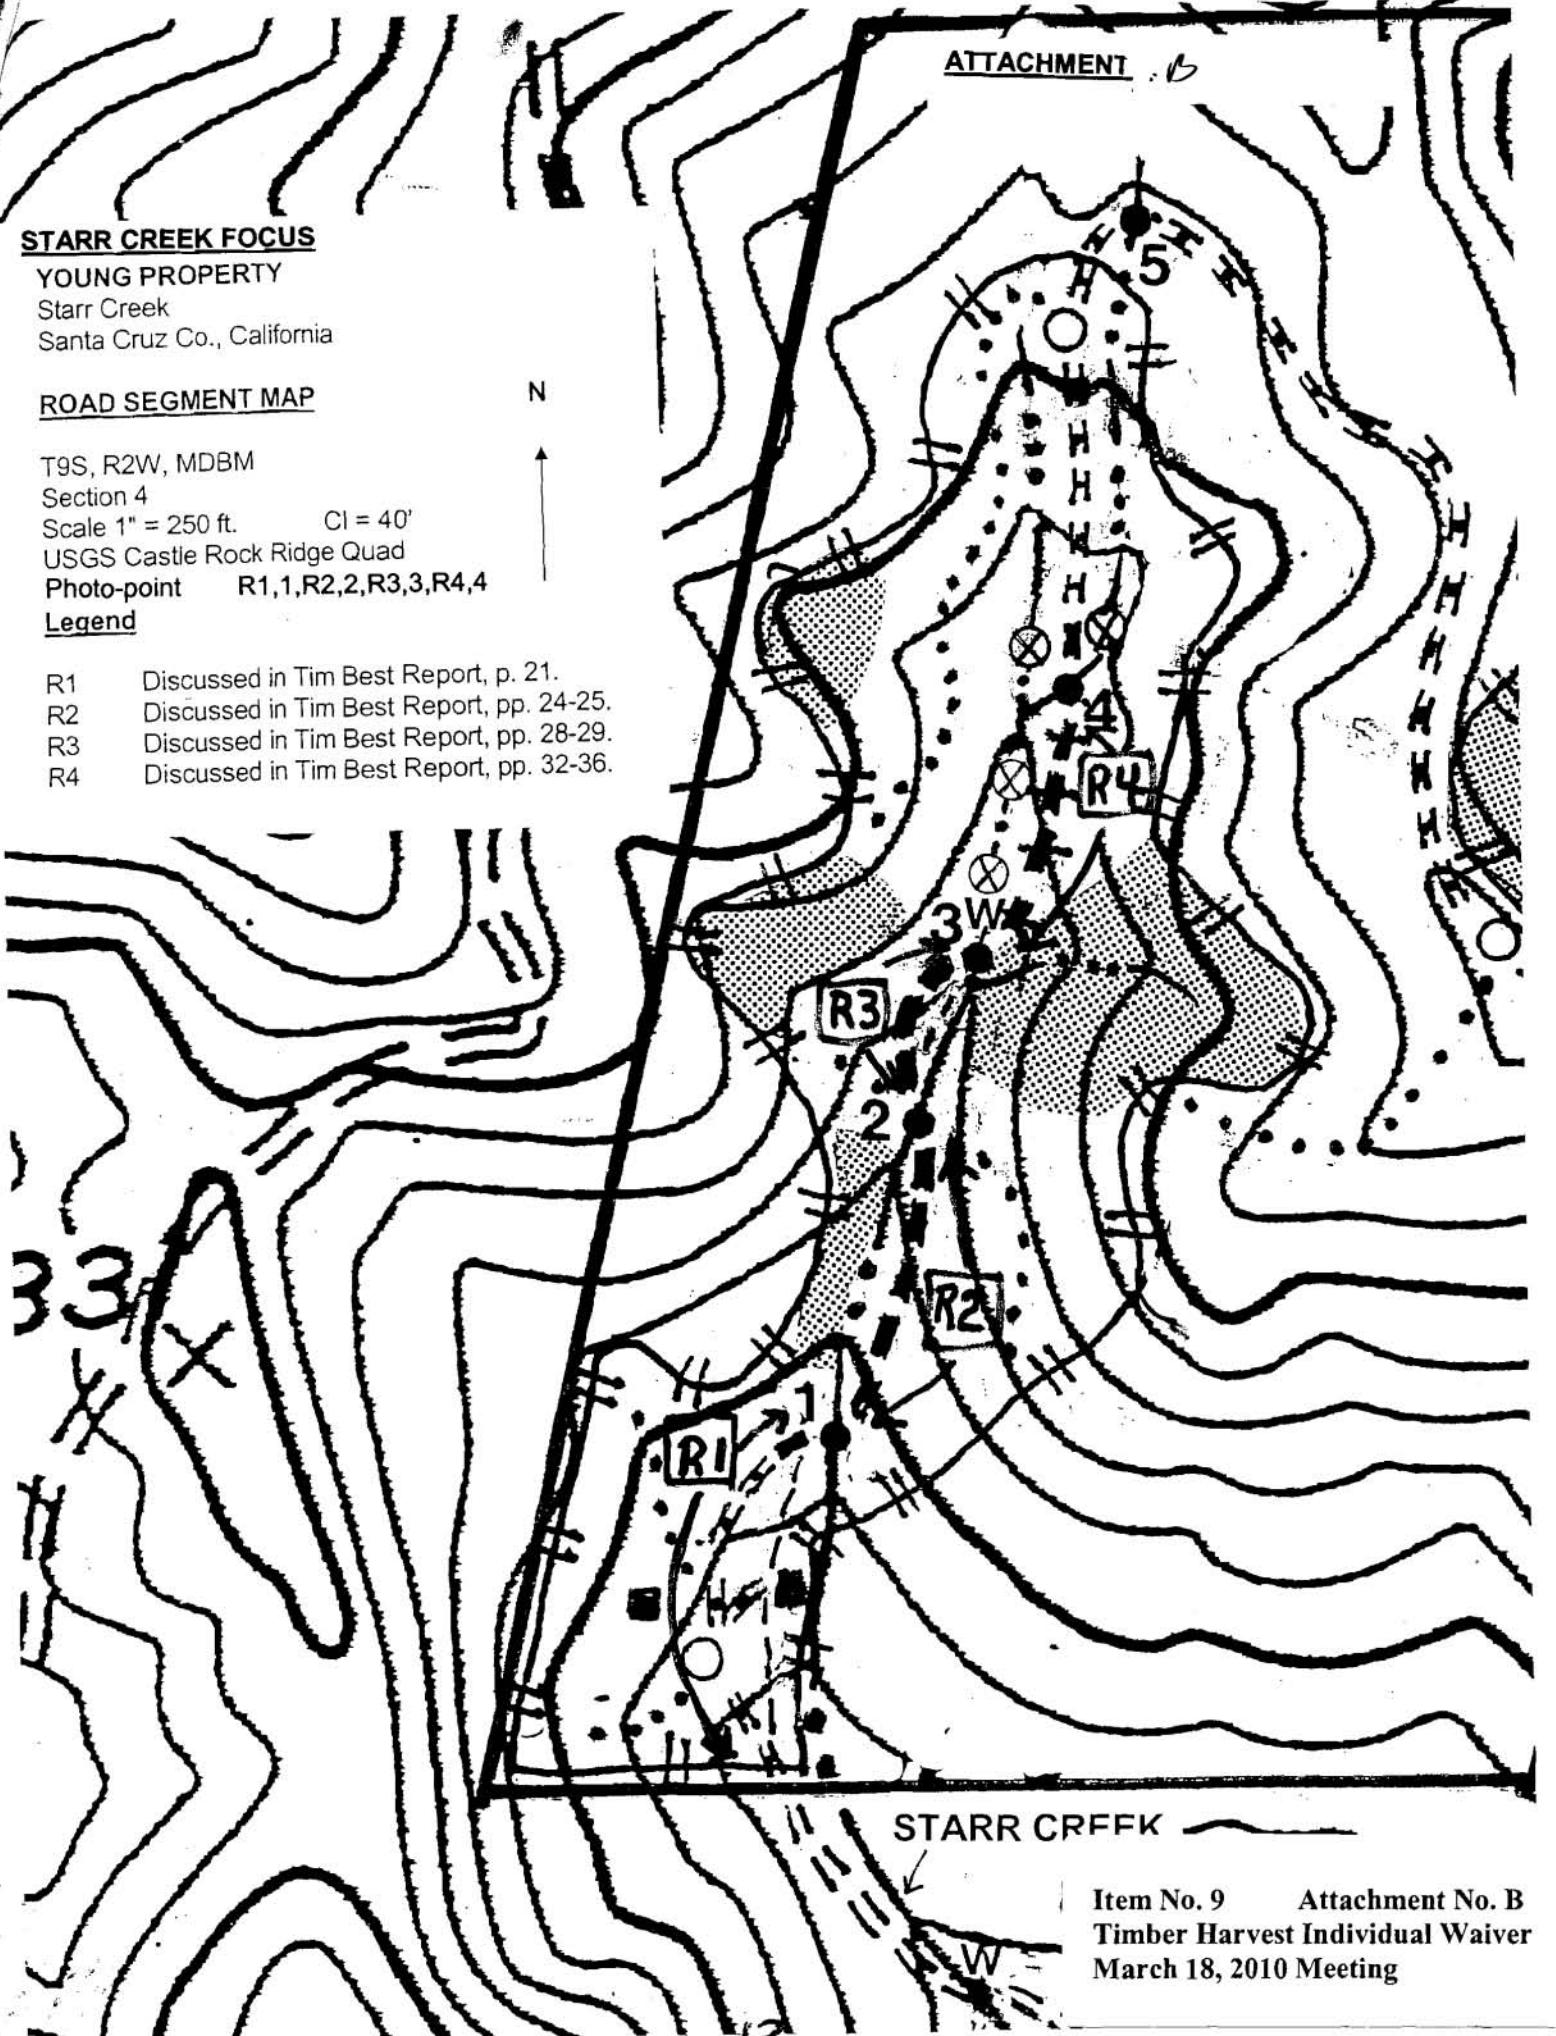 ATTACHMENT B
STARR CREEK FOCUS
YOUNG PROPERTY
Starr Creek
Santa Cruz Co., California
ROAD SEGMENT MAP
N
T9S, R2W, MDBM
Section 4
Scale 1" = 250 ft. CI = 40'
USGS Castle Rock Ridge Quad
Photo-point R1,1,R2,2,R3,3,R4,4
Legend
R1 Discussed in Tim Best Report, p. 21.
R2 Discussed in Tim Best Report, pp. 24-25.
R3 Discussed in Tim Best Report, pp. 28-29.
R4 Discussed in Tim Best Report, pp. 32-36.
5
4
R4
3 W
R3
2
33
R2
1
R1
STARR CREEK
W
Item No. 9 Attachment No. B
Timber Harvest Individual Waiver
March 18, 2010 Meeting